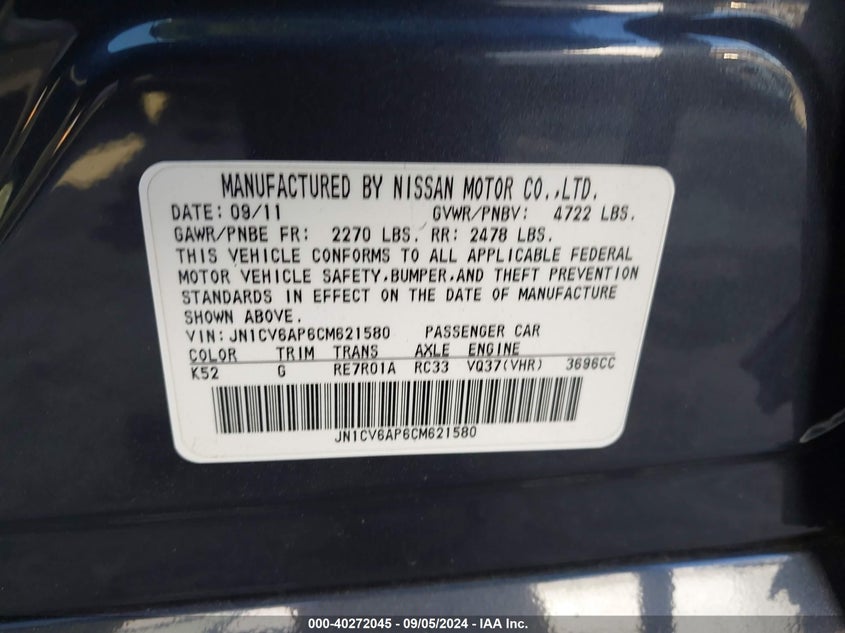 MANUFACTURED BY NISSAN MOTOR CO.,LTD.
DATE: 09/11 GVWR/PNBV: 4722 LBS.
GAWR/PNBE FR: 2270 LBS. RR: 2478 LBS.
THIS VEHICLE CONFORMS TO ALL APPLICABLE FEDERAL
MOTOR VEHICLE SAFETY,BUMPER,AND THEFT PREVENTION
STANDARDS IN EFFECT ON THE DATE OF MANUFACTURE
SHOWN ABOVE.
VIN: JN1CV6AP6CM621580 PASSENGER CAR
COLOR TRIM TRANS AXLE ENGINE
K52 G RE7R01A RC33 VQ37(VHR) 3696CC
JN1CV6AP6CM621580
000-40272045 - 09/05/2024 - IAA Inc.